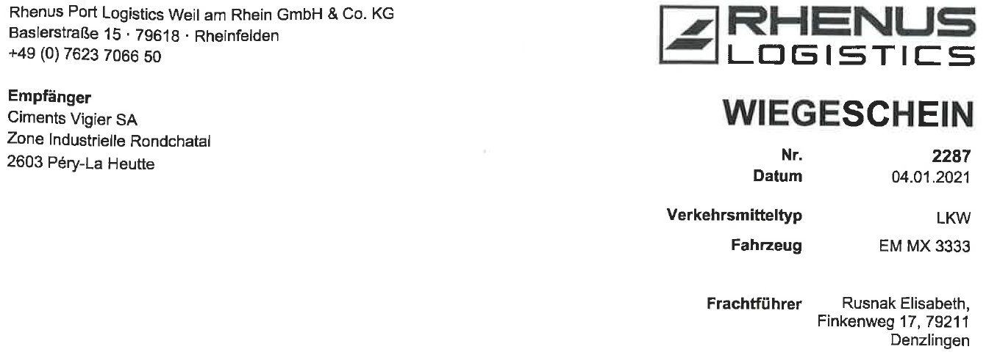 Rhenus Port Logistics Weil am Rhein GmbH & Co. KG
Baslerstraße 15 · 79618 · Rheinfelden
+49 (0) 7623 7066 50
RHENUS
LOGISTICS
Empfänger
Ciments Vigier SA
Zone Industrielle Rondchatal
2603 Péry-La Heutte
WIEGESCHEIN
Nr. 2287
Datum 04.01.2021
Verkehrsmitteltyp LKW
Fahrzeug EM MX 3333
Frachtführer Rusnak Elisabeth,
Finkenweg 17, 79211
Denzlingen